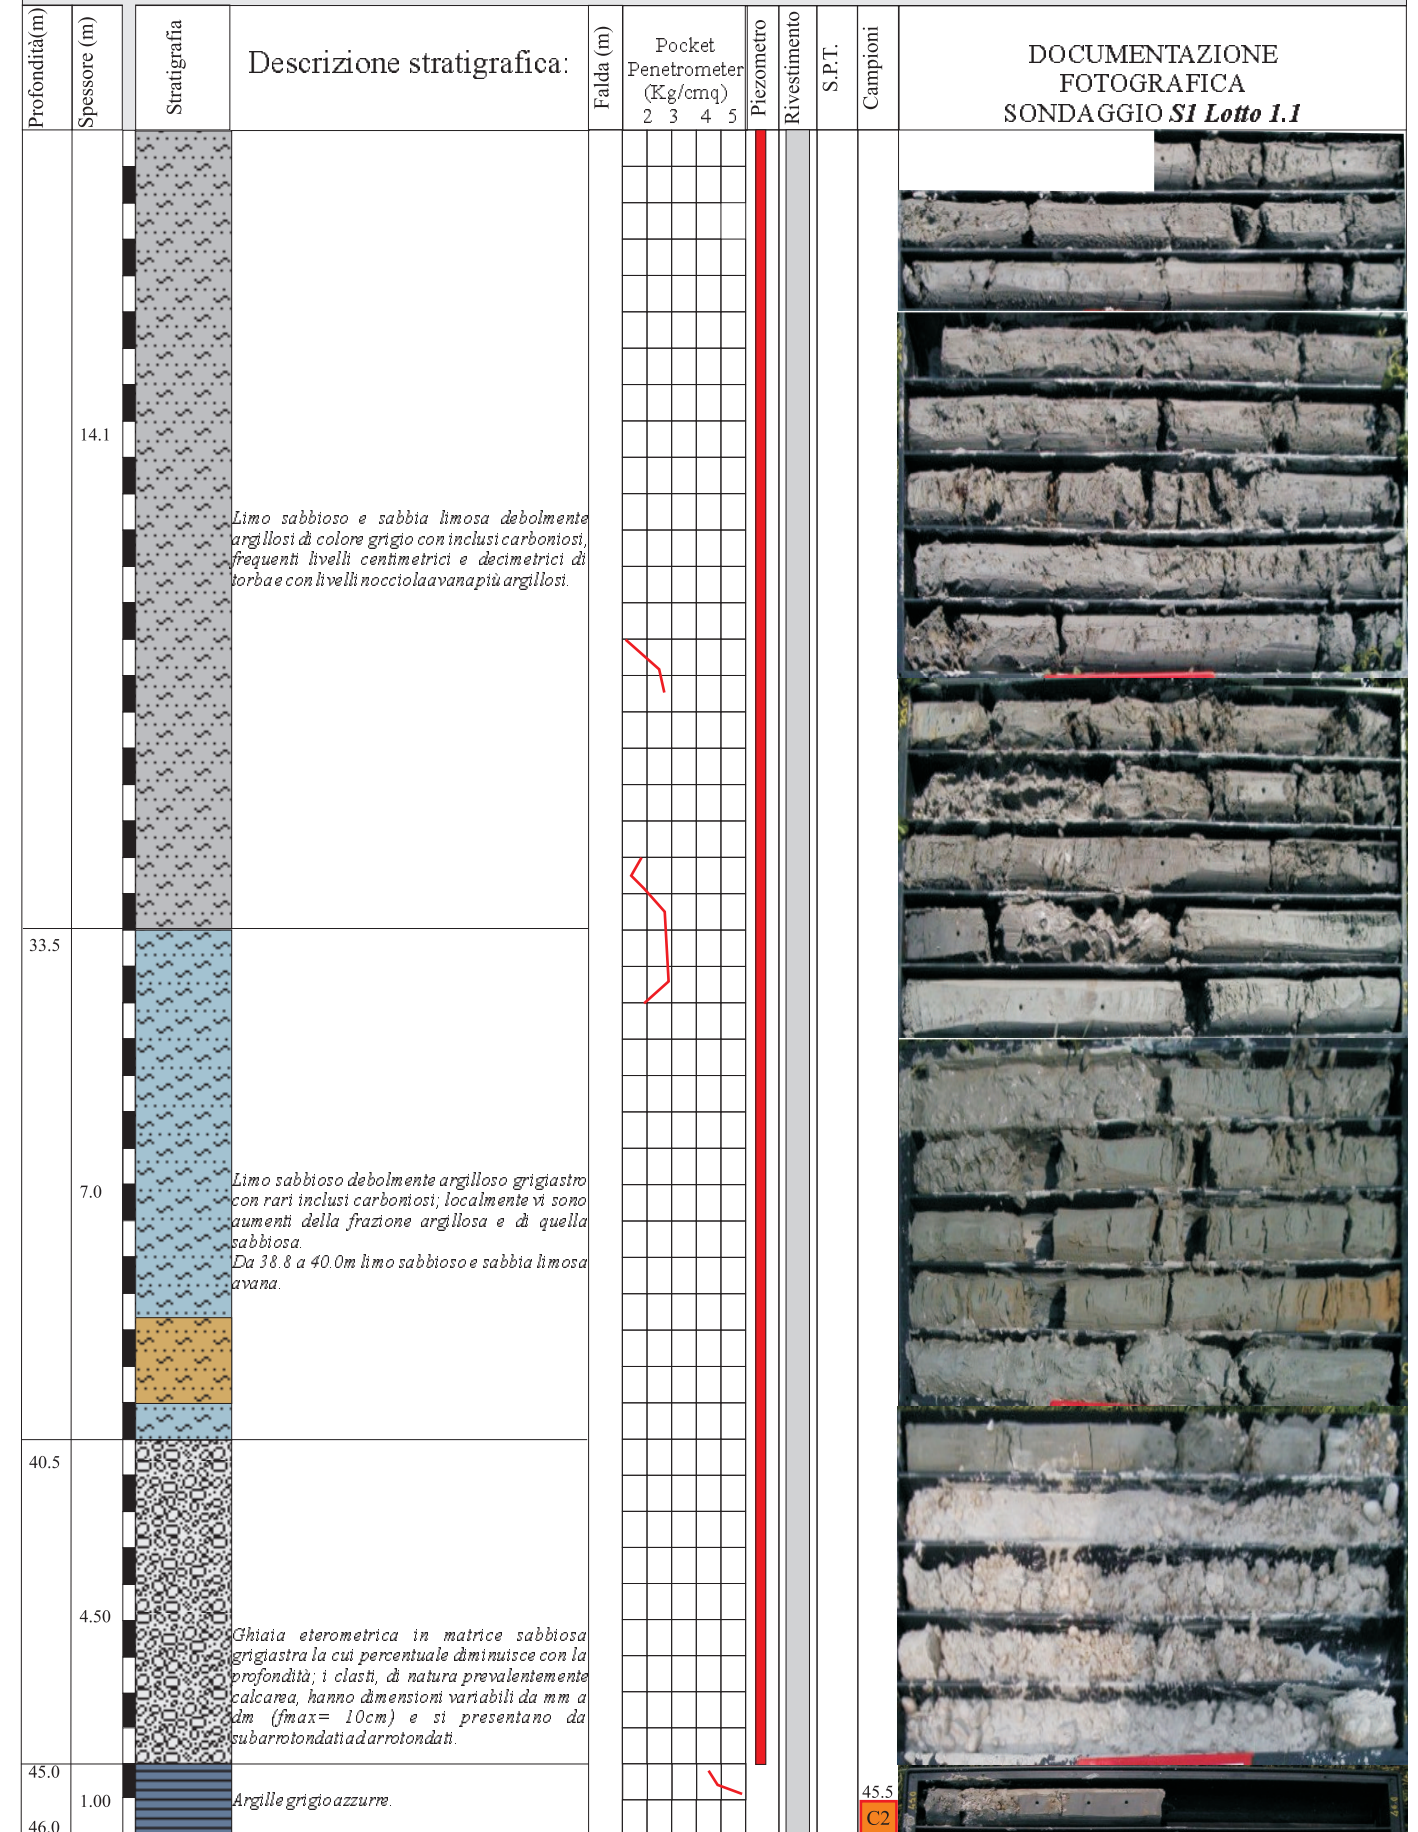 Profondità(m)
Spessore (m)
Stratigrafia
Descrizione stratigrafica:
Falda (m)
Pocket
Penetrometer
(Kg/cmq)
2 3 4 5
Piezometro
Rivestimento
S.P.T.
Campioni
DOCUMENTAZIONE
FOTOGRAFICA
SONDAGGIO S1 Lotto 1.1
14.1
Limo sabbioso e sabbia limosa debolmente
argillosi di colore grigio con inclusi carboniosi,
frequenti livelli centimetrici e decimetrici di
torba e con livelli nocciola avana più argillosi.
33.5
7.0
Limo sabbioso debolmente argilloso grigiastro
con rari inclusi carboniosi; localmente vi sono
aumenti della frazione argillosa e di quella
sabbiosa.
Da 38.8 a 40.0m limo sabbioso e sabbia limosa
avana.
40.5
4.50
Ghiaia eterometrica in matrice sabbiosa
grigiastra la cui percentuale diminuisce con la
profondità; i clasti, di natura prevalentemente
calcarea, hanno dimensioni variabili da mm a
dm (fmax= 10cm) e si presentano da
subarrotondati ad arrotondati.
45.0
1.00
Argille grigio azzurre.
45.5
C2
46.0